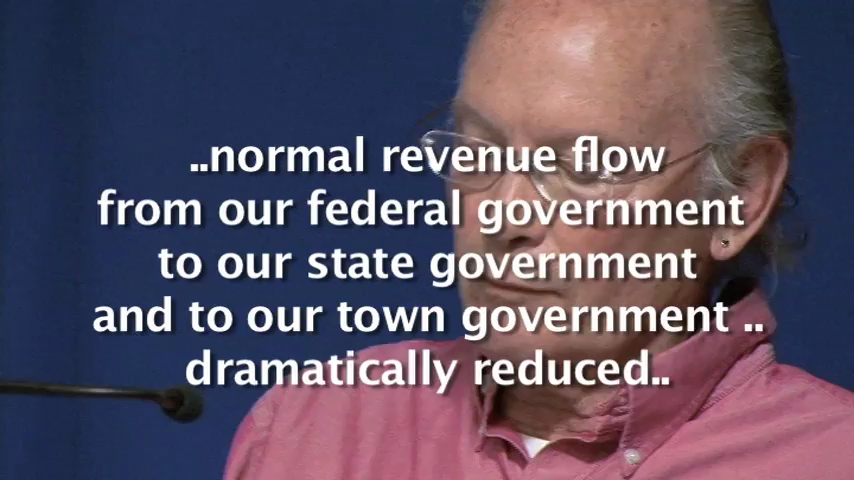 ..normal revenue flow
from our federal government
to our state government
and to our town government ..
dramatically reduced..